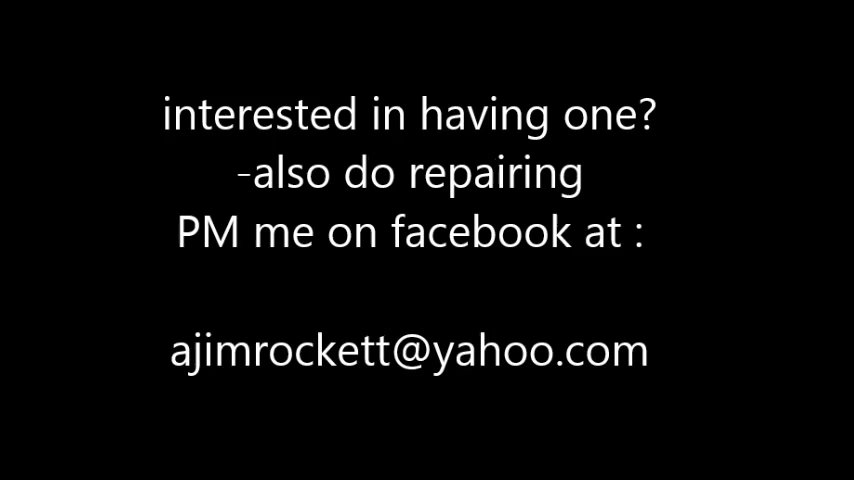 interested in having one?
-also do repairing
PM me on facebook at :
ajimrockett@yahoo.com